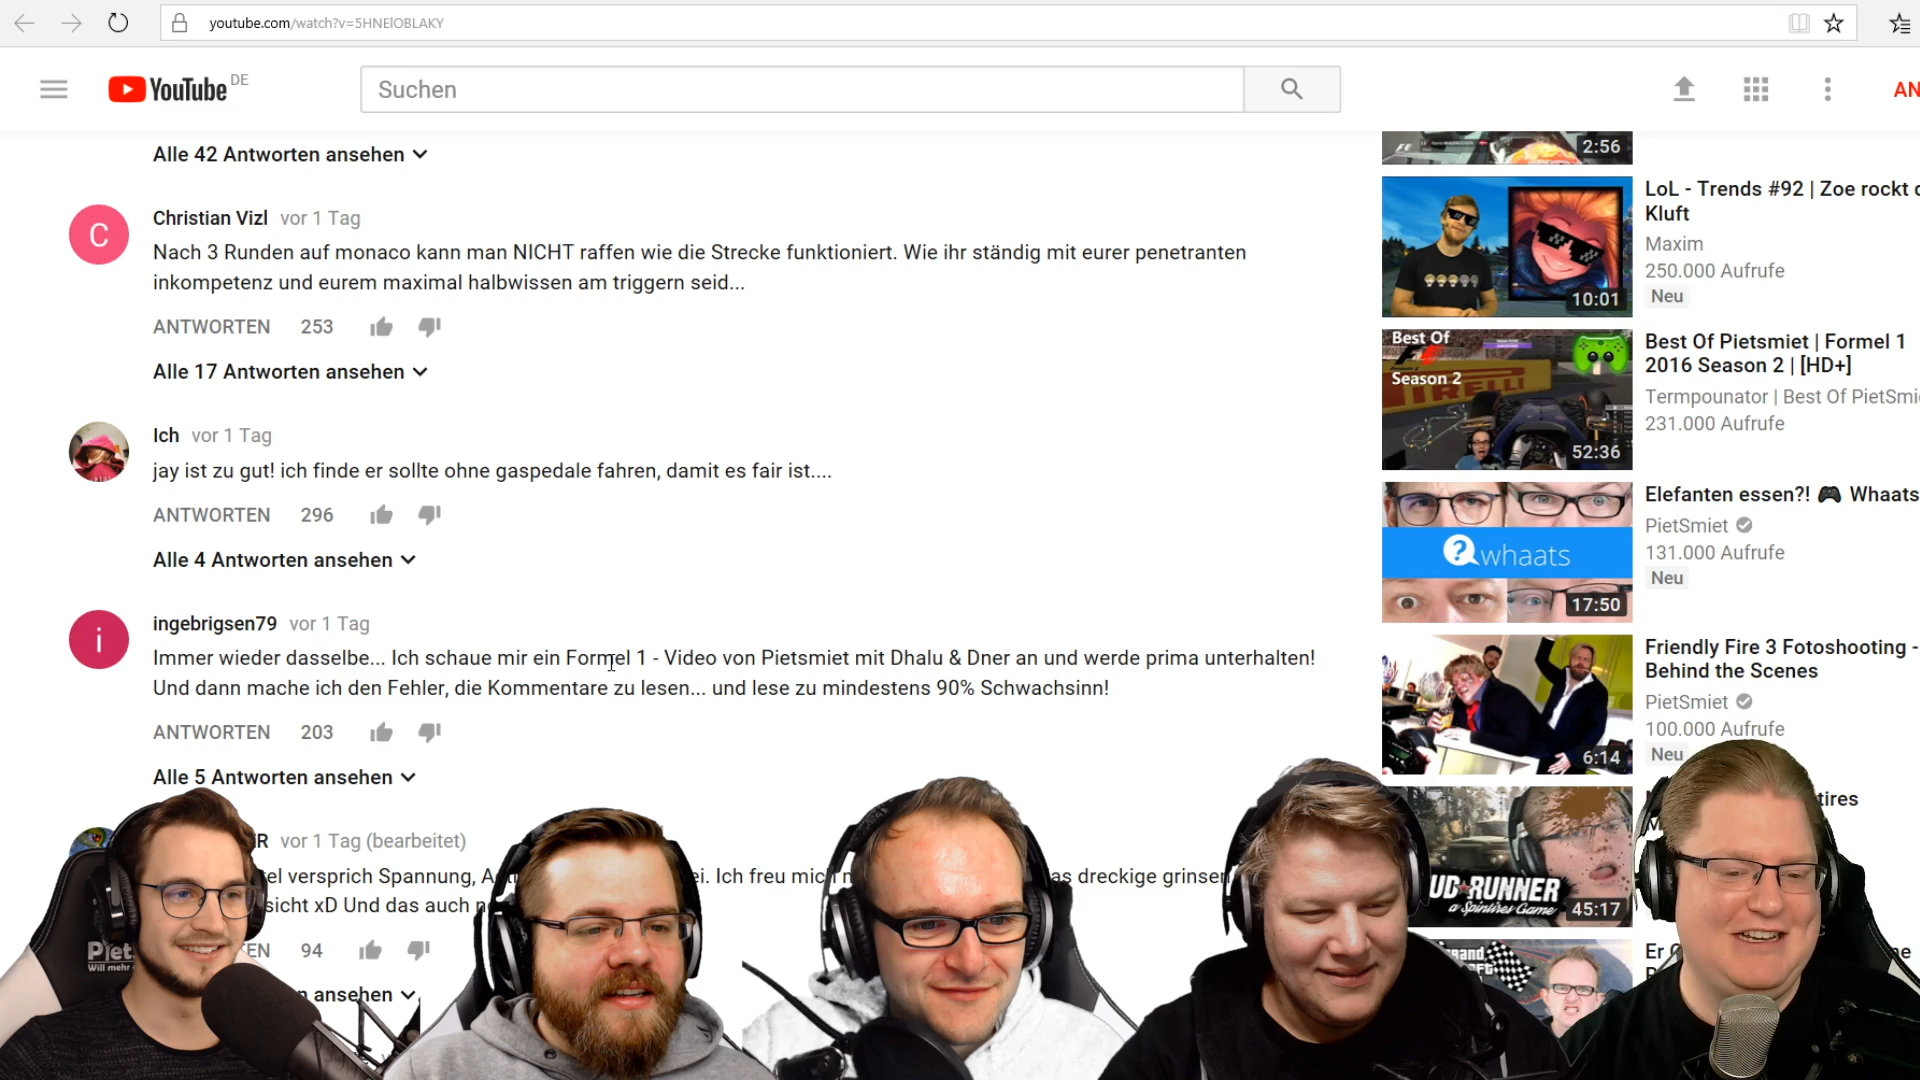 youtube.com/watch?v=5HNElOBLAKY
YouTube DE
Suchen
AN
Alle 42 Antworten ansehen
C
Christian Vizl vor 1 Tag
Nach 3 Runden auf monaco kann man NICHT raffen wie die Strecke funktioniert. Wie ihr ständig mit eurer penetranten
inkompetenz und eurem maximal halbwissen am triggern seid...
ANTWORTEN 253
Alle 17 Antworten ansehen
Ich vor 1 Tag
jay ist zu gut! ich finde er sollte ohne gaspedale fahren, damit es fair ist....
ANTWORTEN 296
Alle 4 Antworten ansehen
i
ingebrigsen79 vor 1 Tag
Immer wieder dasselbe... Ich schaue mir ein Formel 1 - Video von Pietsmiet mit Dhalu & Dner an und werde prima unterhalten!
Und dann mache ich den Fehler, die Kommentare zu lesen... und lese zu mindestens 90% Schwachsinn!
ANTWORTEN 203
Alle 5 Antworten ansehen
R vor 1 Tag (bearbeitet)
el versprich Spannung, A ei. Ich freu mich as dreckige grinsen
sicht xD Und das auch
EN 94
ansehen
2:56
LoL - Trends #92 | Zoe rockt
Kluft
Maxim
250.000 Aufrufe
Neu
10:01
Best Of
Season 2
PIRELLI
52:36
Best Of Pietsmiet | Formel 1
2016 Season 2 | [HD+]
Termpounator | Best Of PietSmi
231.000 Aufrufe
? whaats
17:50
Elefanten essen?! 🎮 Whaats
PietSmiet
131.000 Aufrufe
Neu
6:14
Friendly Fire 3 Fotoshooting -
Behind the Scenes
PietSmiet
100.000 Aufrufe
Neu
UD RUNNER
a Spintires Game
45:17
tires
Er
Piet
Will mehr